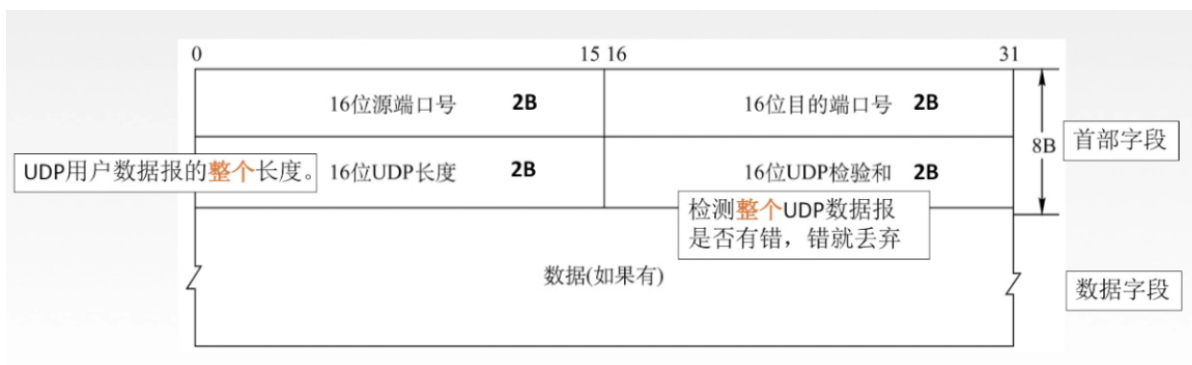 0 15 16 31
16位源端口号 2B 16位目的端口号 2B
8B 首部字段
UDP用户数据报的整个长度。 16位UDP长度 2B 16位UDP检验和 2B
检测整个UDP数据报
是否有错，错就丢弃
数据(如果有)
数据字段